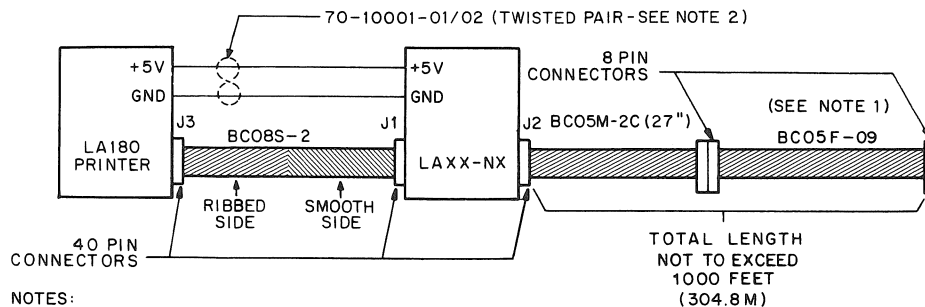 70-10001-01/02 (TWISTED PAIR-SEE NOTE 2)
8 PIN
CONNECTORS
+5V
+5V
GND
GND
(SEE NOTE 1)
J3
BC08S-2
J1
J2
BC05M-2C (27")
BC05F-09
LA180
PRINTER
LAXX-NX
RIBBED
SIDE
SMOOTH
SIDE
40 PIN
CONNECTORS
TOTAL LENGTH
NOT TO EXCEED
1000 FEET
(304.8M)
NOTES: